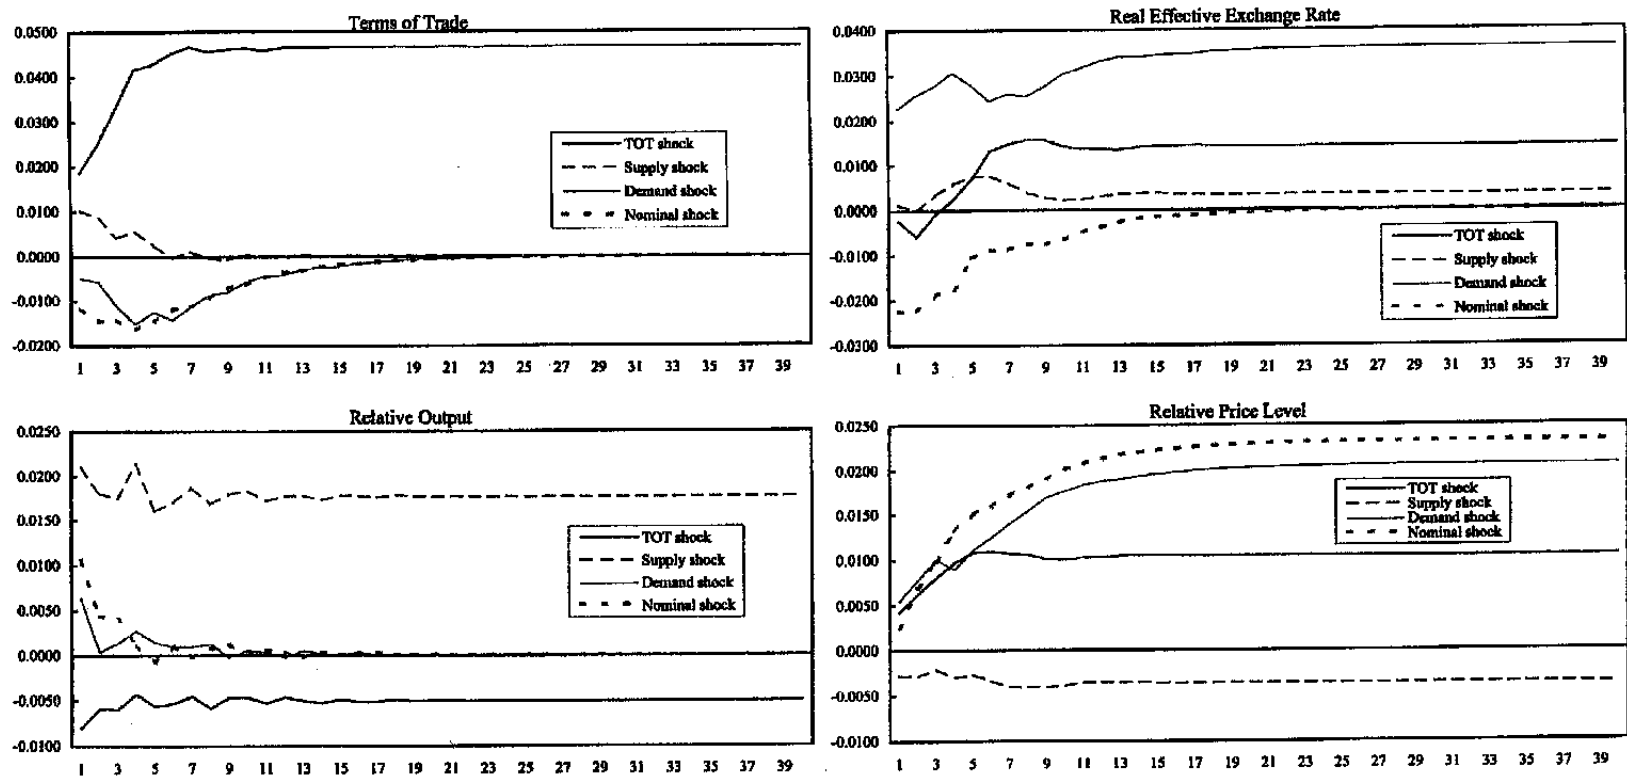 Terms of Trade
0.0500
0.0400
0.0300
0.0200
0.0100
0.0000
-0.0100
-0.0200
TOT shock
Supply shock
Demand shock
Nominal shock
1 3 5 7 9 11 13 15 17 19 21 23 25 27 29 31 33 35 37 39
Real Effective Exchange Rate
0.0400
0.0300
0.0200
0.0100
0.0000
-0.0100
-0.0200
-0.0300
TOT shock
Supply shock
Demand shock
Nominal shock
1 3 5 7 9 11 13 15 17 19 21 23 25 27 29 31 33 35 37 39
Relative Output
0.0250
0.0200
0.0150
0.0100
0.0050
0.0000
-0.0050
-0.0100
TOT shock
Supply shock
Demand shock
Nominal shock
1 3 5 7 9 11 13 15 17 19 21 23 25 27 29 31 33 35 37 39
Relative Price Level
0.0250
0.0200
0.0150
0.0100
0.0050
0.0000
-0.0050
-0.0100
TOT shock
Supply shock
Demand shock
Nominal shock
1 3 5 7 9 11 13 15 17 19 21 23 25 27 29 31 33 35 37 39